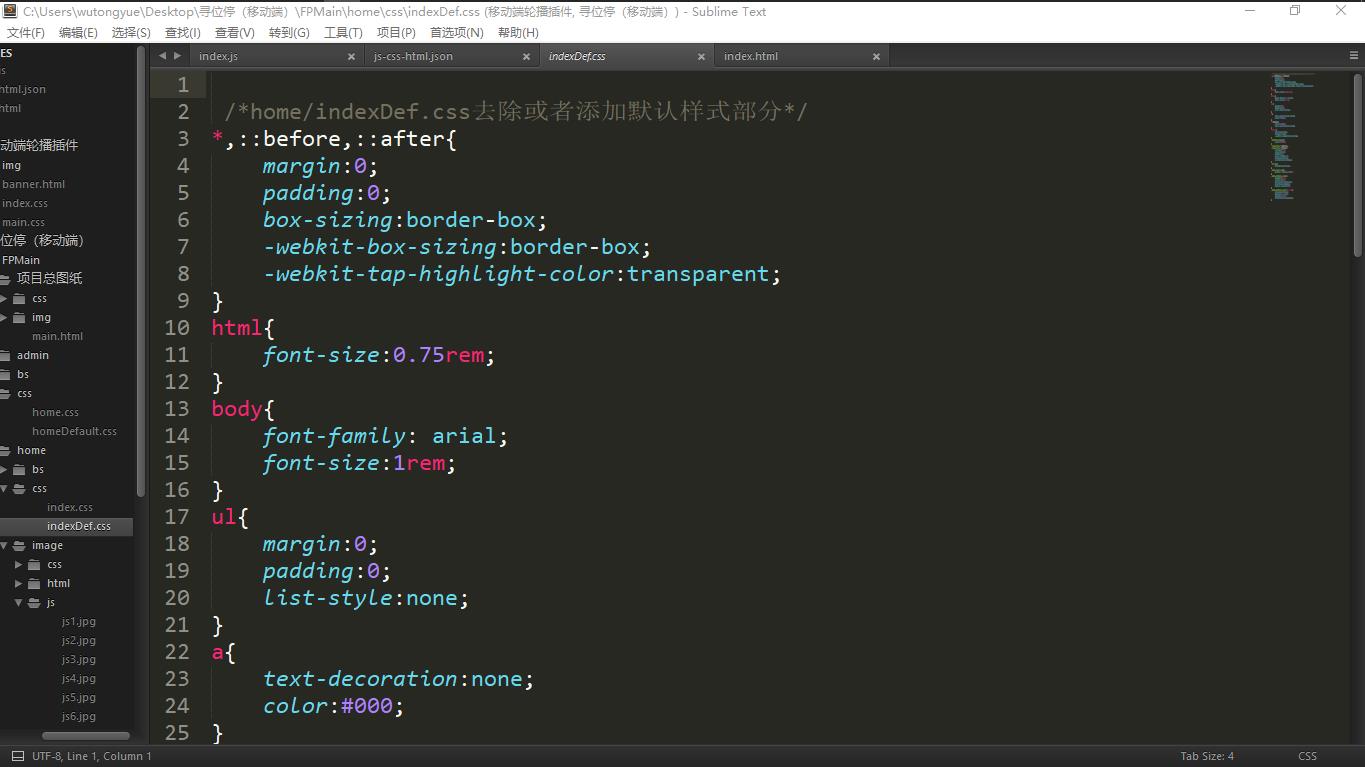 C:\Users\wutongyue\Desktop\寻位停（移动端）\FPMain\home\css\indexDef.css (移动端轮播插件, 寻位停（移动端）) - Sublime Text
文件(F) 编辑(E) 选择(S) 查找(I) 查看(V) 转到(G) 工具(T) 项目(P) 首选项(N) 帮助(H)
ES
js
html.json
html
动端轮播插件
img
banner.html
index.css
main.css
位停（移动端）
FPMain
项目总图纸
css
img
main.html
admin
bs
css
home.css
homeDefault.css
home
bs
css
index.css
indexDef.css
image
css
html
js
js1.jpg
js2.jpg
js3.jpg
js4.jpg
js5.jpg
js6.jpg
index.js js-css-html.json indexDef.css index.html
1
2 /*home/indexDef.css去除或者添加默认样式部分*/
3 *,::before,::after{
4 margin:0;
5 padding:0;
6 box-sizing:border-box;
7 -webkit-box-sizing:border-box;
8 -webkit-tap-highlight-color:transparent;
9 }
10 html{
11 font-size:0.75rem;
12 }
13 body{
14 font-family: arial;
15 font-size:1rem;
16 }
17 ul{
18 margin:0;
19 padding:0;
20 list-style:none;
21 }
22 a{
23 text-decoration:none;
24 color:#000;
25 }
UTF-8, Line 1, Column 1 Tab Size: 4 CSS